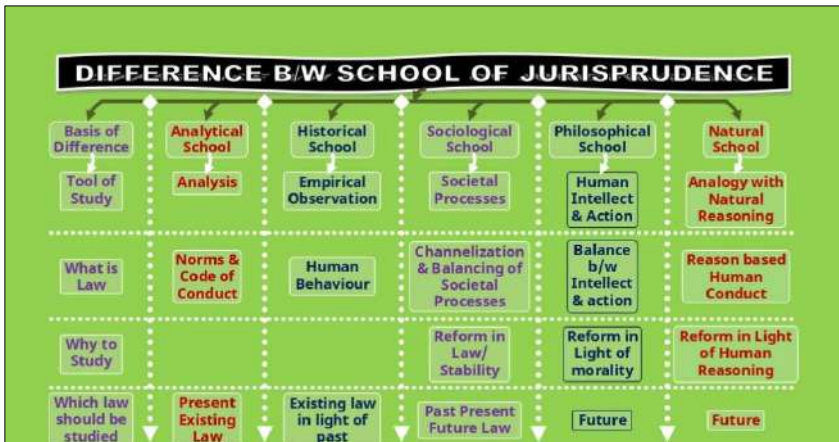 DIFFERENCE B/W SCHOOL OF JURISPRUDENCE
Basis of
Difference
Analytical
School
Historical
School
Sociological
School
Philosophical
School
Natural
School
Tool of
Study
Analysis
Empirical
Observation
Societal
Processes
Human
Intellect
& Action
Analogy with
Natural
Reasoning
What is
Law
Norms &
Code of
Conduct
Human
Behaviour
Channelization
& Balancing of
Societal
Processes
Balance
b/w
Intellect
& action
Reason based
Human
Conduct
Why to
Study
Reform in
Law/
Stability
Reform in
Light of
morality
Reform in Light
of Human
Reasoning
Which law
should be
studied
Present
Existing
Law
Existing law
in light of
past
Past Present
Future Law
Future
Future